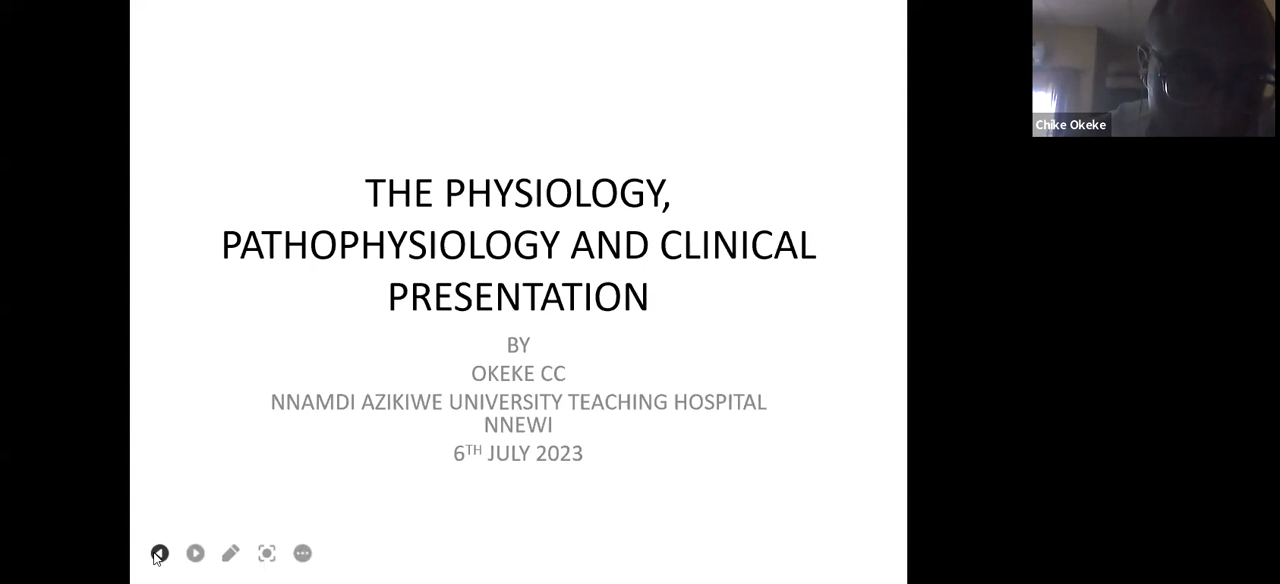 THE PHYSIOLOGY,
PATHOPHYSIOLOGY AND CLINICAL
PRESENTATION
BY
OKEKE CC
NNAMDI AZIKIWE UNIVERSITY TEACHING HOSPITAL
NNEWI
6TH JULY 2023
Chike Okeke